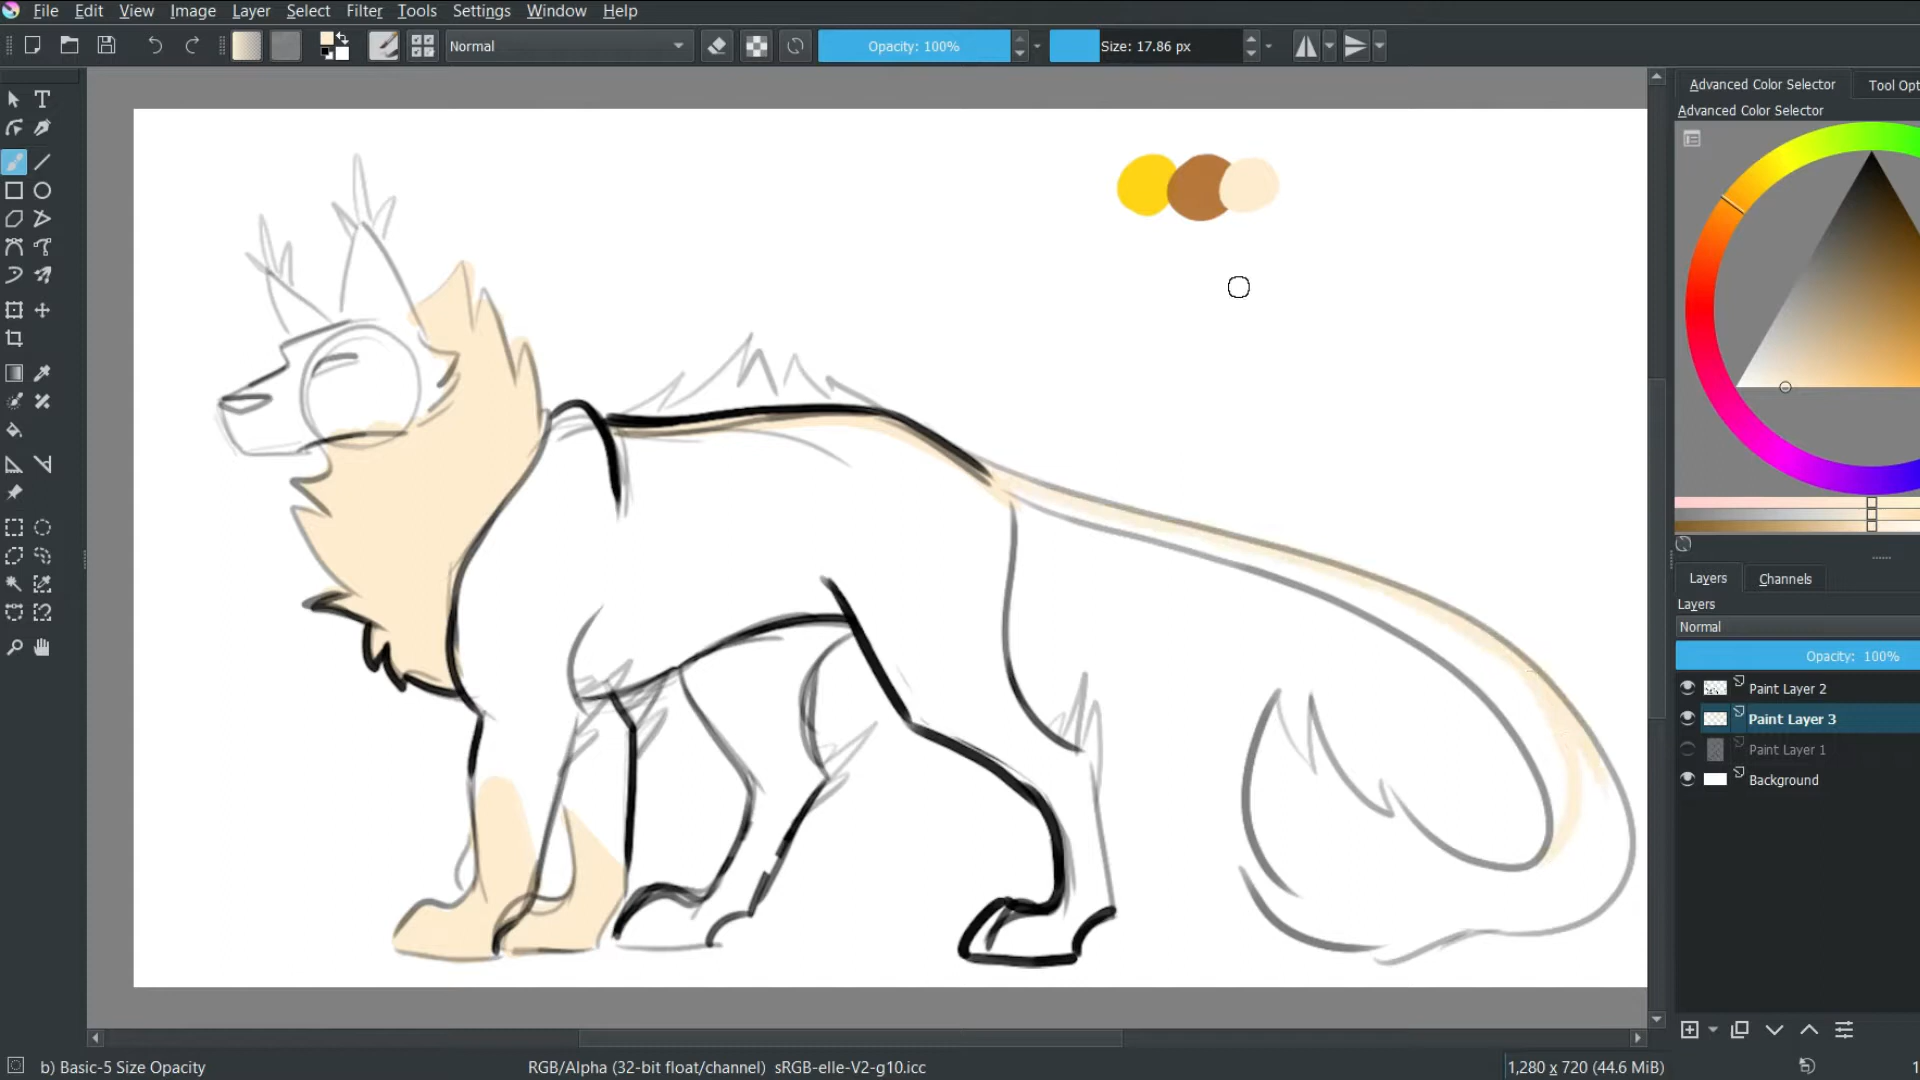 File Edit View Image Layer Select Filter Tools Settings Window Help
Normal Opacity: 100% Size: 17.86 px
Advanced Color Selector Tool Opt
Advanced Color Selector
Layers Channels
Layers
Normal
Opacity: 100%
Paint Layer 2
Paint Layer 3
Paint Layer 1
Background
b) Basic-5 Size Opacity RGB/Alpha (32-bit float/channel) sRGB-elle-V2-g10.icc 1,280 x 720 (44.6 MiB) 1